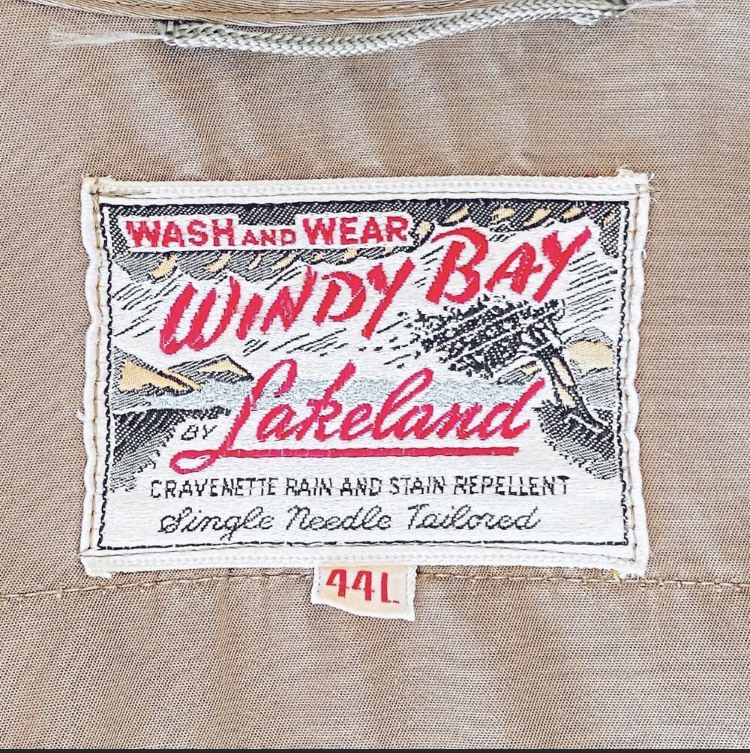 WASH AND WEAR
WINDY BAY
BY Lakeland
CRAVENETTE RAIN AND STAIN REPELLENT
Single Needle Tailored
44L